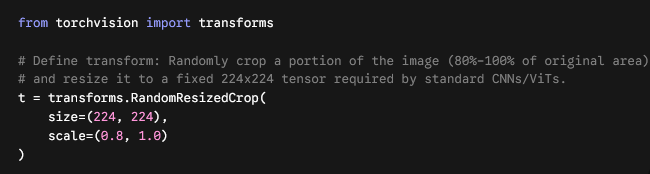 from torchvision import transforms
# Define transform: Randomly crop a portion of the image (80%-100% of original area)
# and resize it to a fixed 224x224 tensor required by standard CNNs/ViTs.
t = transforms.RandomResizedCrop(
    size=(224, 224),
    scale=(0.8, 1.0)
)